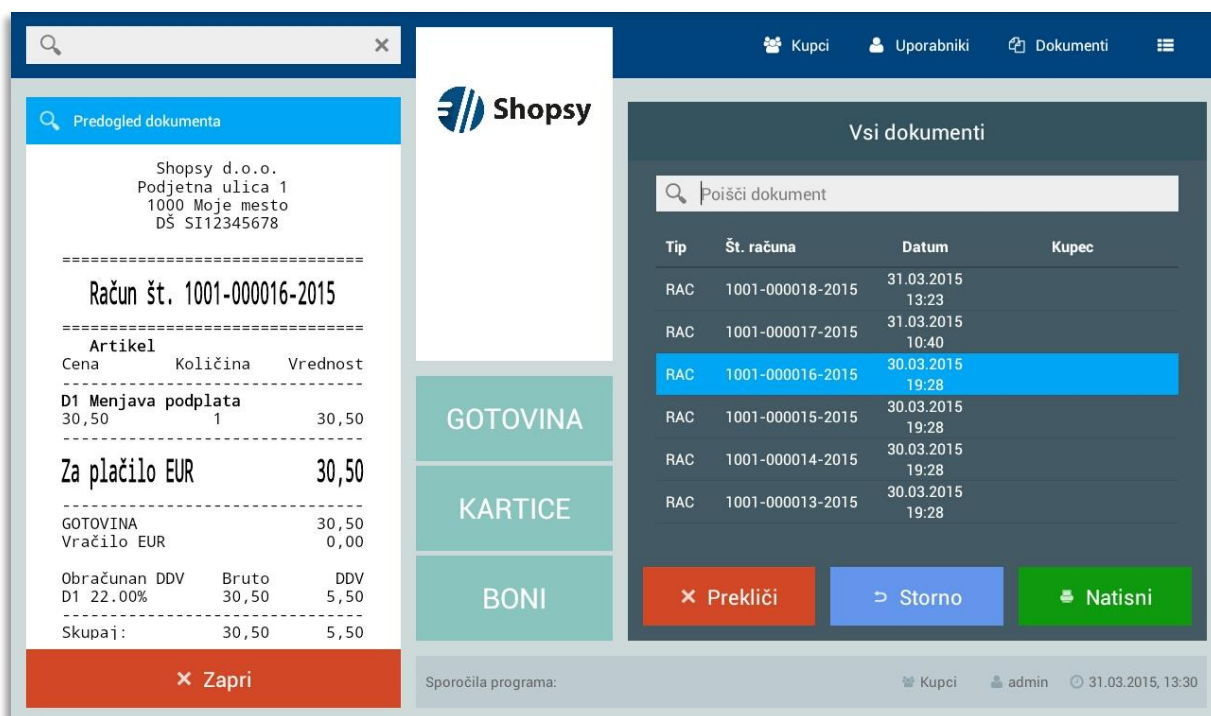 Kupci Uporabniki Dokumenti
Predogled dokumenta
Shopsy d.o.o.
Podjetna ulica 1
1000 Moje mesto
DŠ SI12345678
================================
Račun št. 1001-000016-2015
================================
Artikel
Cena Količina Vrednost
--------------------------------
D1 Menjava podplata
30,50 1 30,50
--------------------------------
Za plačilo EUR 30,50
--------------------------------
GOTOVINA 30,50
Vračilo EUR 0,00
Obračunan DDV Bruto DDV
D1 22.00% 30,50 5,50
--------------------------------
Skupaj: 30,50 5,50
Zapri
Shopsy
GOTOVINA
KARTICE
BONI
Vsi dokumenti
Poišči dokument
Tip Št. računa Datum Kupec
RAC 1001-000018-2015 31.03.2015
13:23
RAC 1001-000017-2015 31.03.2015
10:40
RAC 1001-000016-2015 30.03.2015
19:28
RAC 1001-000015-2015 30.03.2015
19:28
RAC 1001-000014-2015 30.03.2015
19:28
RAC 1001-000013-2015 30.03.2015
19:28
Prekliči Storno Natisni
Sporočila programa: Kupci admin 31.03.2015, 13:30